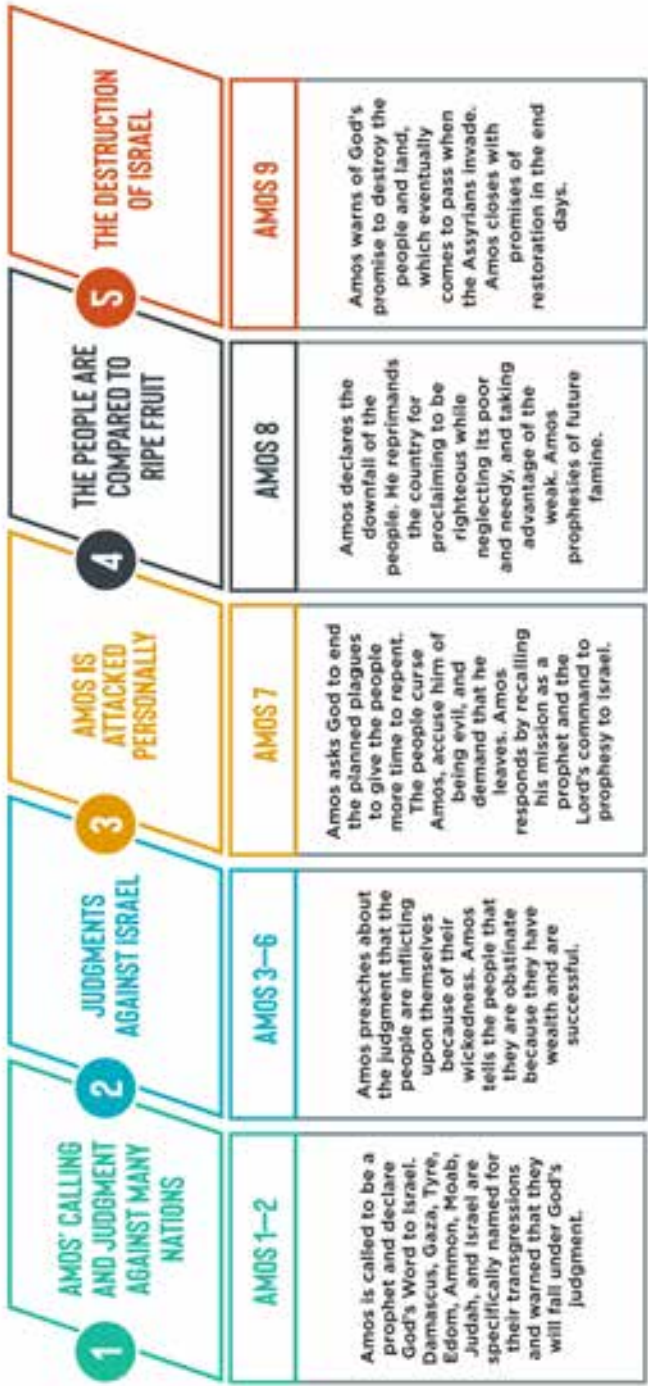 1
AMOS' CALLING
AND JUDGMENT
AGAINST MANY
NATIONS
AMOS 1–2
Amos is called to be a
prophet and declare
God's Word to Israel.
Damascus, Gaza, Tyre,
Edom, Ammon, Moab,
Judah, and Israel are
specifically named for
their transgressions
and warned that they
will fall under God's
judgment.
2
JUDGMENTS
AGAINST ISRAEL
AMOS 3–6
Amos preaches about
the judgment that the
people are inflicting
upon themselves
because of their
wickedness. Amos
tells the people that
they are obstinate
because they have
wealth and are
successful.
3
AMOS IS
ATTACKED
PERSONALLY
AMOS 7
Amos asks God to end
the planned plagues
to give the people
more time to repent.
The people curse
Amos, accuse him of
being evil, and
demand that he
leaves. Amos
responds by recalling
his mission as a
prophet and the
Lord's command to
prophesy to Israel.
4
THE PEOPLE ARE
COMPARED TO
RIPE FRUIT
AMOS 8
Amos declares the
downfall of the
people. He reprimands
the country for
proclaiming to be
righteous while
neglecting its poor
and needy, and taking
advantage of the
weak. Amos
prophesies of future
famine.
5
THE DESTRUCTION
OF ISRAEL
AMOS 9
Amos warns of God's
promise to destroy the
people and land,
which eventually
comes to pass when
the Assyrians invade.
Amos closes with
promises of
restoration in the end
days.